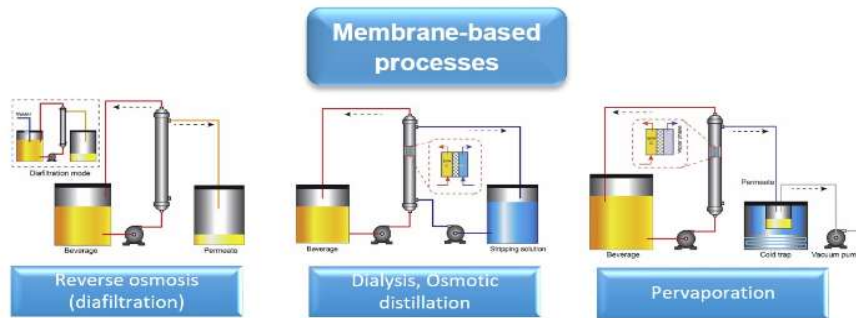 Membrane-based
processes
Water
Diafiltration mode
Beverage
Permeate
Reverse osmosis
(diafiltration)
Beverage
Stripping solution
Dialysis, Osmotic
distillation
Permeate
Beverage
Cold trap
Vacuum pump
Pervaporation